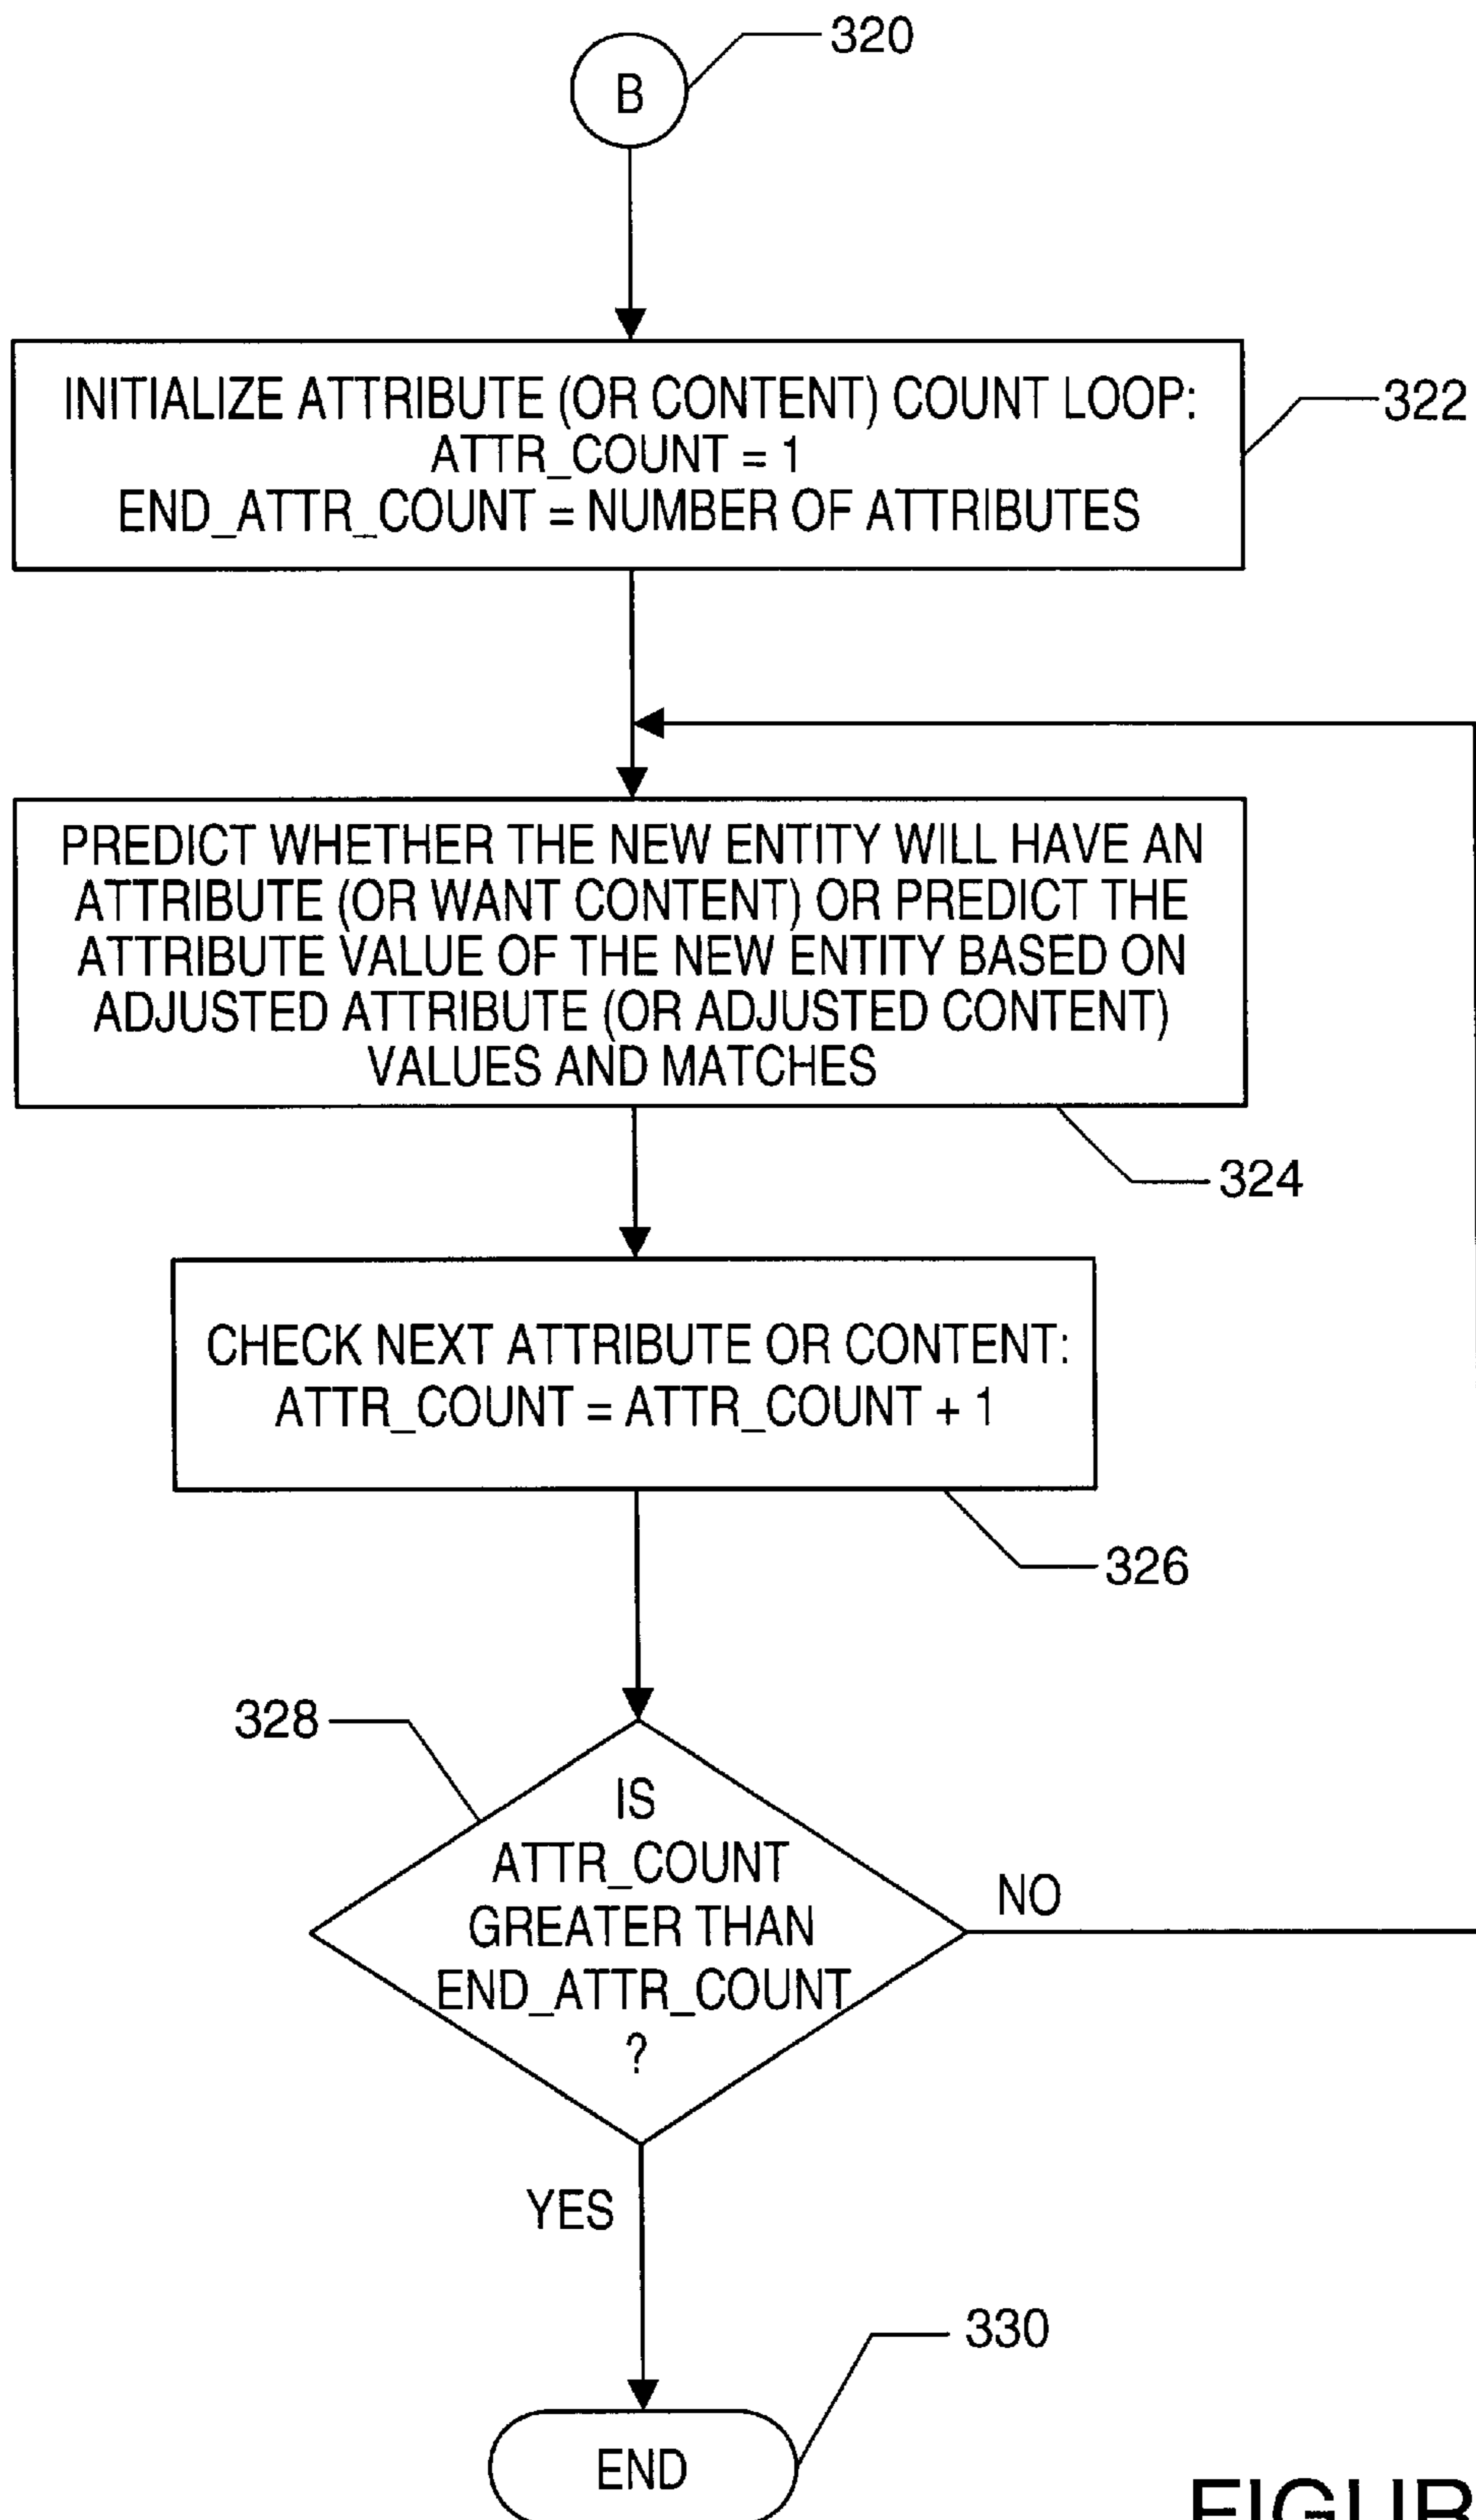 320
B
INITIALIZE ATTRIBUTE (OR CONTENT) COUNT LOOP:
ATTR_COUNT = 1
END_ATTR_COUNT = NUMBER OF ATTRIBUTES
322
PREDICT WHETHER THE NEW ENTITY WILL HAVE AN
ATTRIBUTE (OR WANT CONTENT) OR PREDICT THE
ATTRIBUTE VALUE OF THE NEW ENTITY BASED ON
ADJUSTED ATTRIBUTE (OR ADJUSTED CONTENT)
VALUES AND MATCHES
324
CHECK NEXT ATTRIBUTE OR CONTENT:
ATTR_COUNT = ATTR_COUNT + 1
326
328
IS
ATTR_COUNT
GREATER THAN
END_ATTR_COUNT
?
NO
YES
330
END